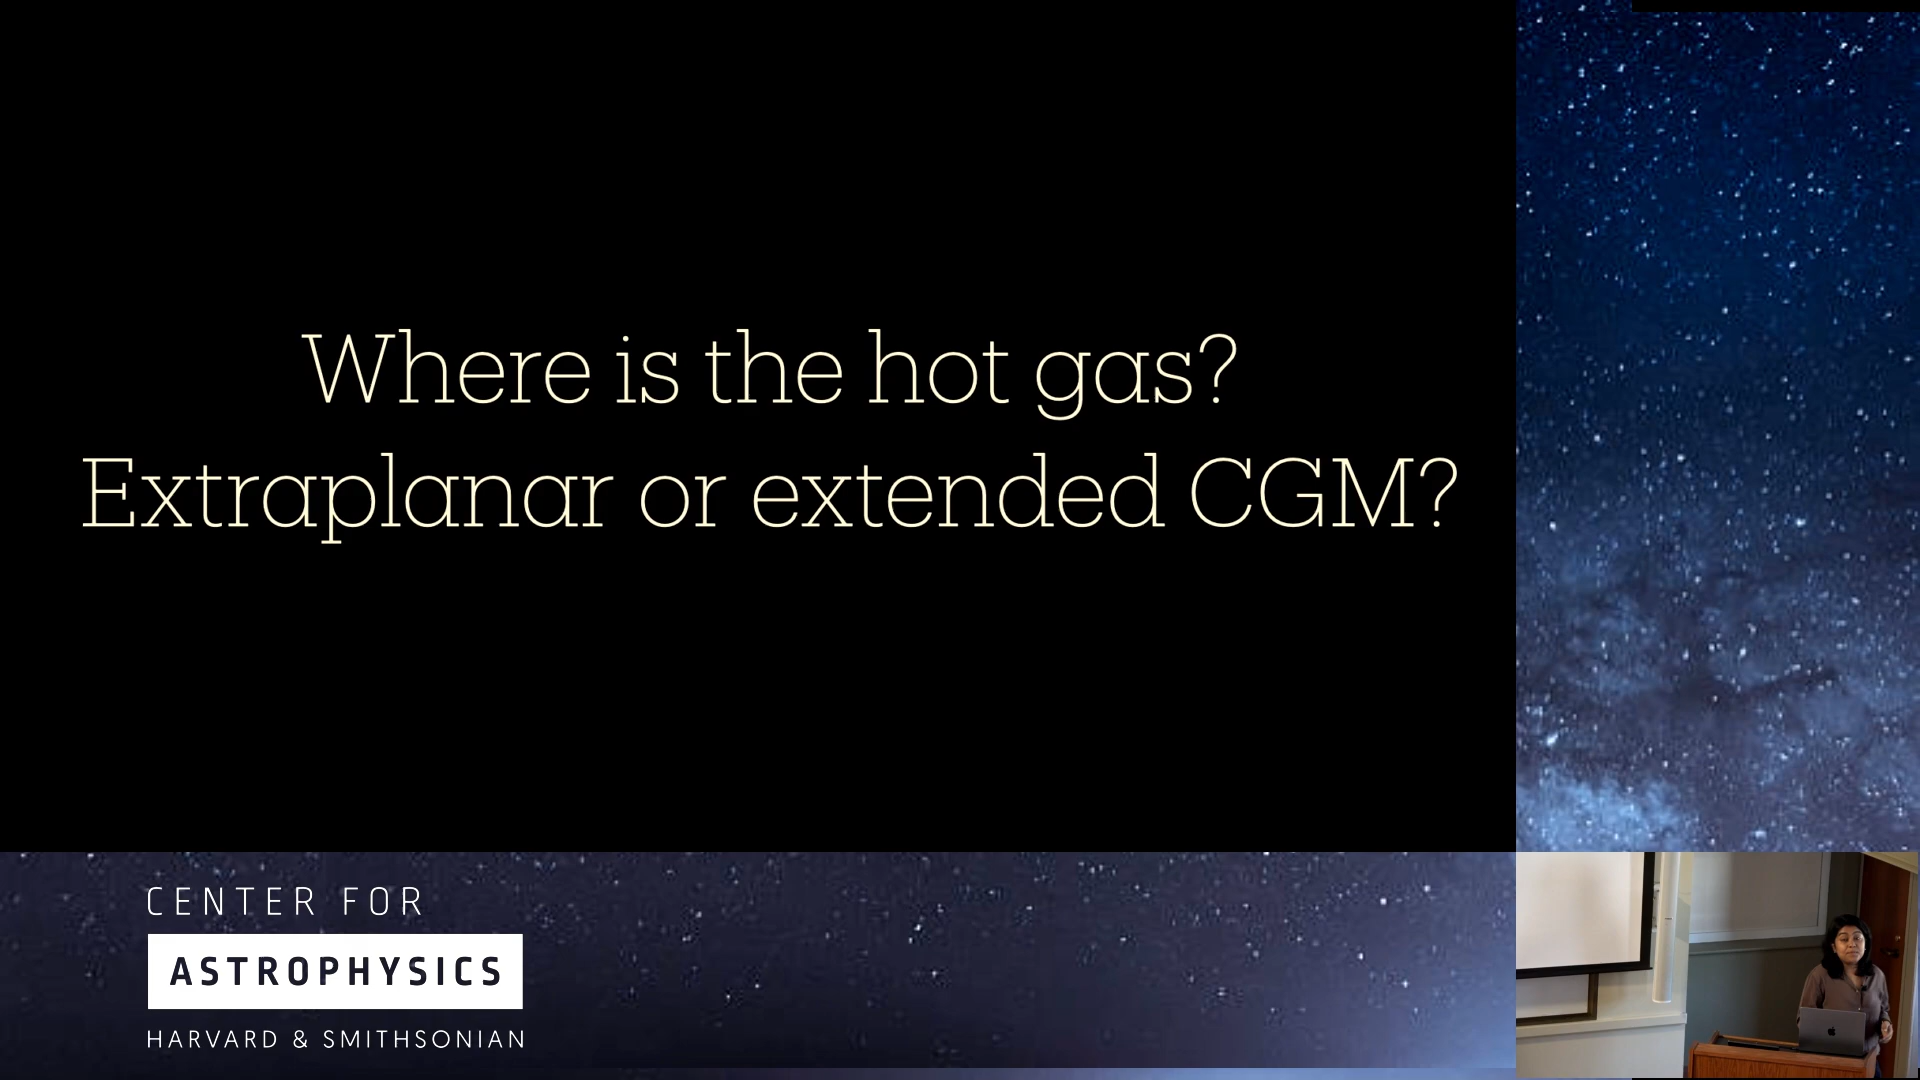 Where is the hot gas?
Extraplanar or extended CGM?
CENTER FOR
ASTROPHYSICS
HARVARD & SMITHSONIAN